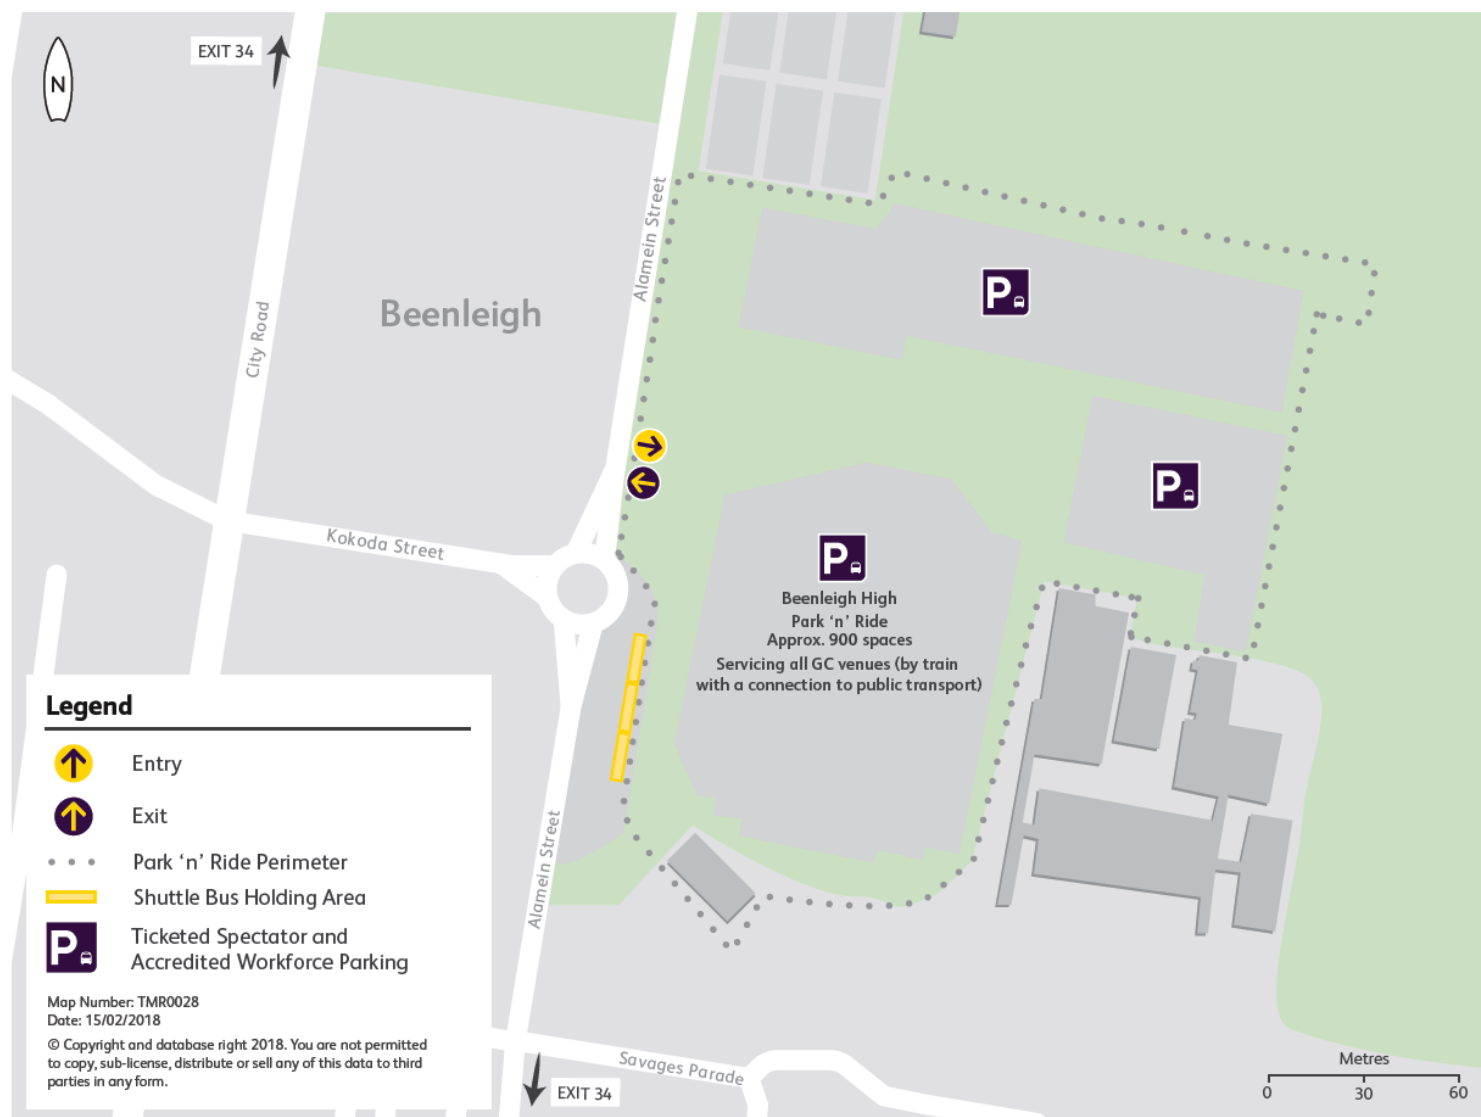 EXIT 34
N
Alamein Street
Beenleigh
City Road
P
P
Kokoda Street
P
Beenleigh High
Park ‘n’ Ride
Approx. 900 spaces
Servicing all GC venues (by train
with a connection to public transport)
Legend
Entry
Exit
Park ‘n’ Ride Perimeter
Shuttle Bus Holding Area
P
Ticketed Spectator and
Accredited Workforce Parking
Map Number: TMR0028
Date: 15/02/2018
© Copyright and database right 2018. You are not permitted
to copy, sub-license, distribute or sell any of this data to third
parties in any form.
Alamein Street
Savages Parade
EXIT 34
Metres
0 30 60